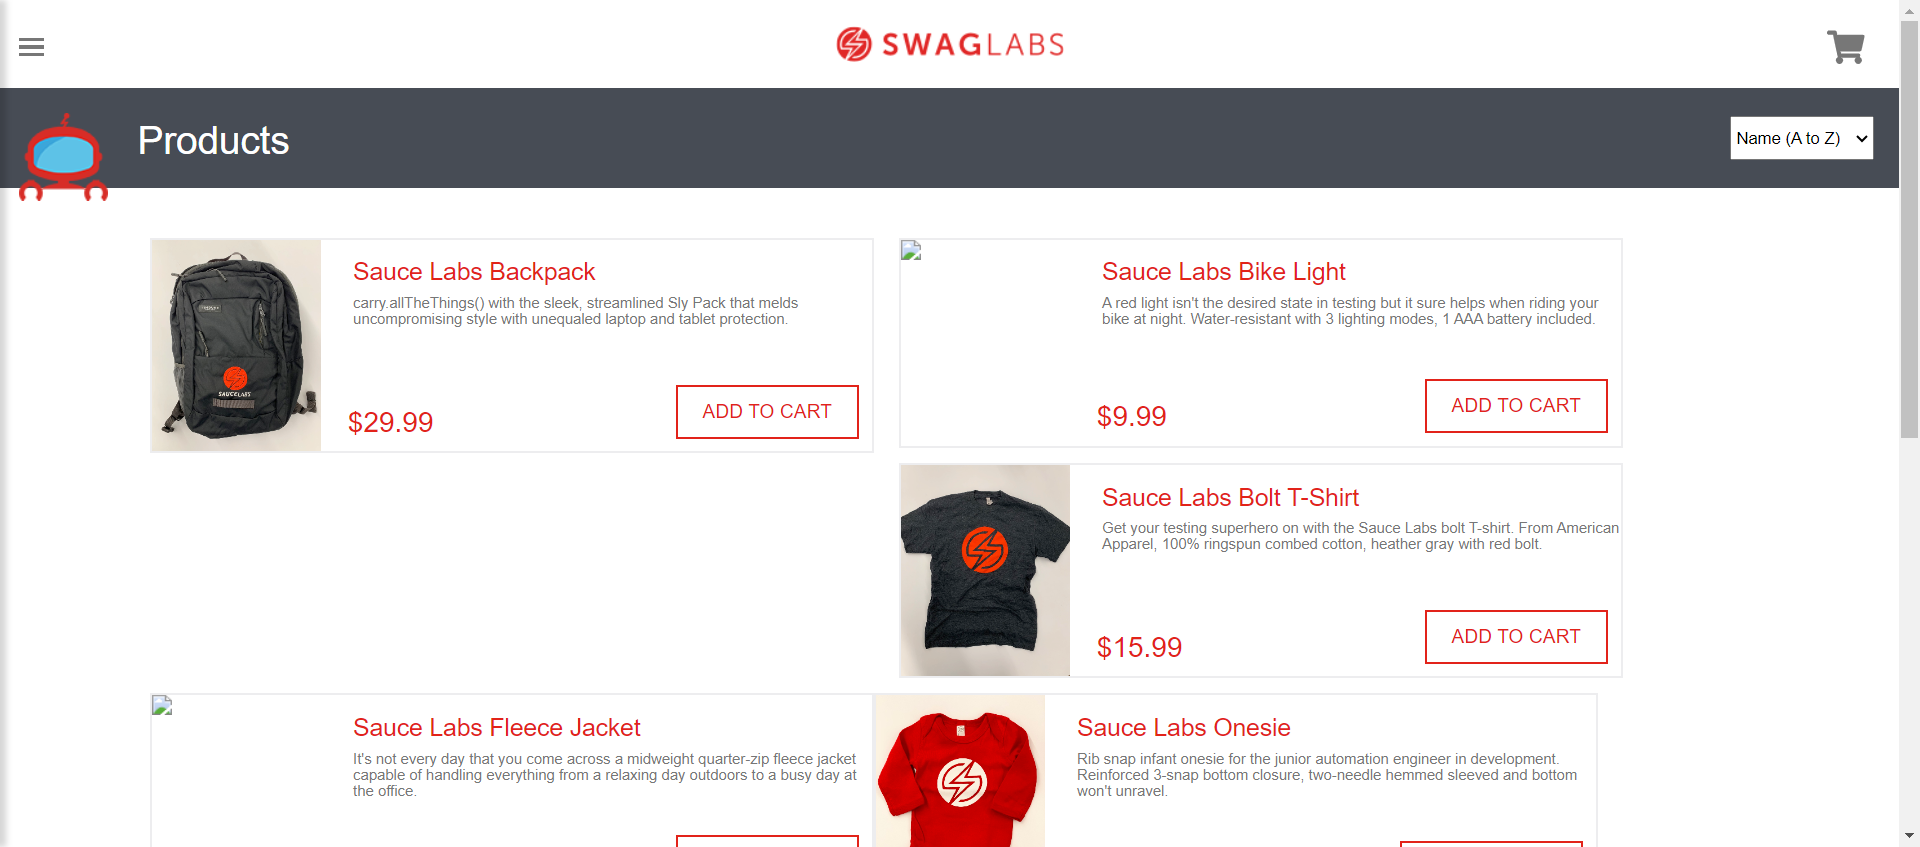 SWAGLABS
Products
Name (A to Z)
Sauce Labs Backpack
carry.allTheThings() with the sleek, streamlined Sly Pack that melds
uncompromising style with unequaled laptop and tablet protection.
SAUCELABS
$29.99
ADD TO CART
Sauce Labs Bike Light
A red light isn't the desired state in testing but it sure helps when riding your
bike at night. Water-resistant with 3 lighting modes, 1 AAA battery included.
$9.99
ADD TO CART
Sauce Labs Bolt T-Shirt
Get your testing superhero on with the Sauce Labs bolt T-shirt. From American
Apparel, 100% ringspun combed cotton, heather gray with red bolt.
$15.99
ADD TO CART
Sauce Labs Fleece Jacket
It's not every day that you come across a midweight quarter-zip fleece jacket
capable of handling everything from a relaxing day outdoors to a busy day at
the office.
Sauce Labs Onesie
Rib snap infant onesie for the junior automation engineer in development.
Reinforced 3-snap bottom closure, two-needle hemmed sleeved and bottom
won't unravel.